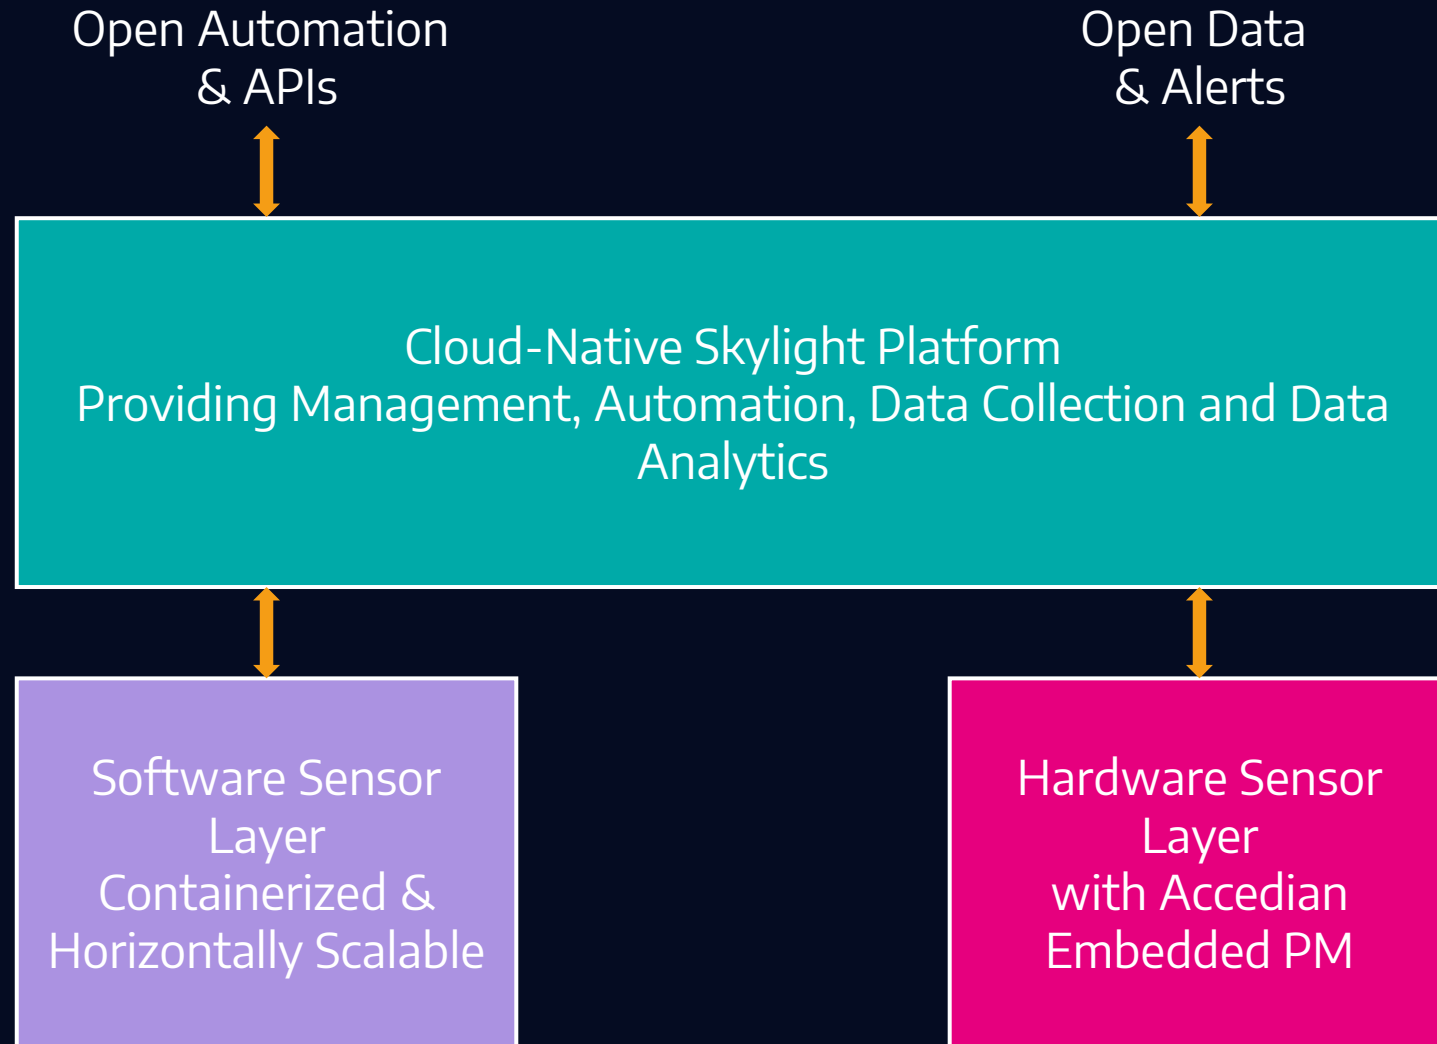 Open Automation
& APIs
Open Data
& Alerts
Cloud-Native Skylight Platform
Providing Management, Automation, Data Collection and Data
Analytics
Software Sensor
Layer
Containerized &
Horizontally Scalable
Hardware Sensor
Layer
with Accedian
Embedded PM